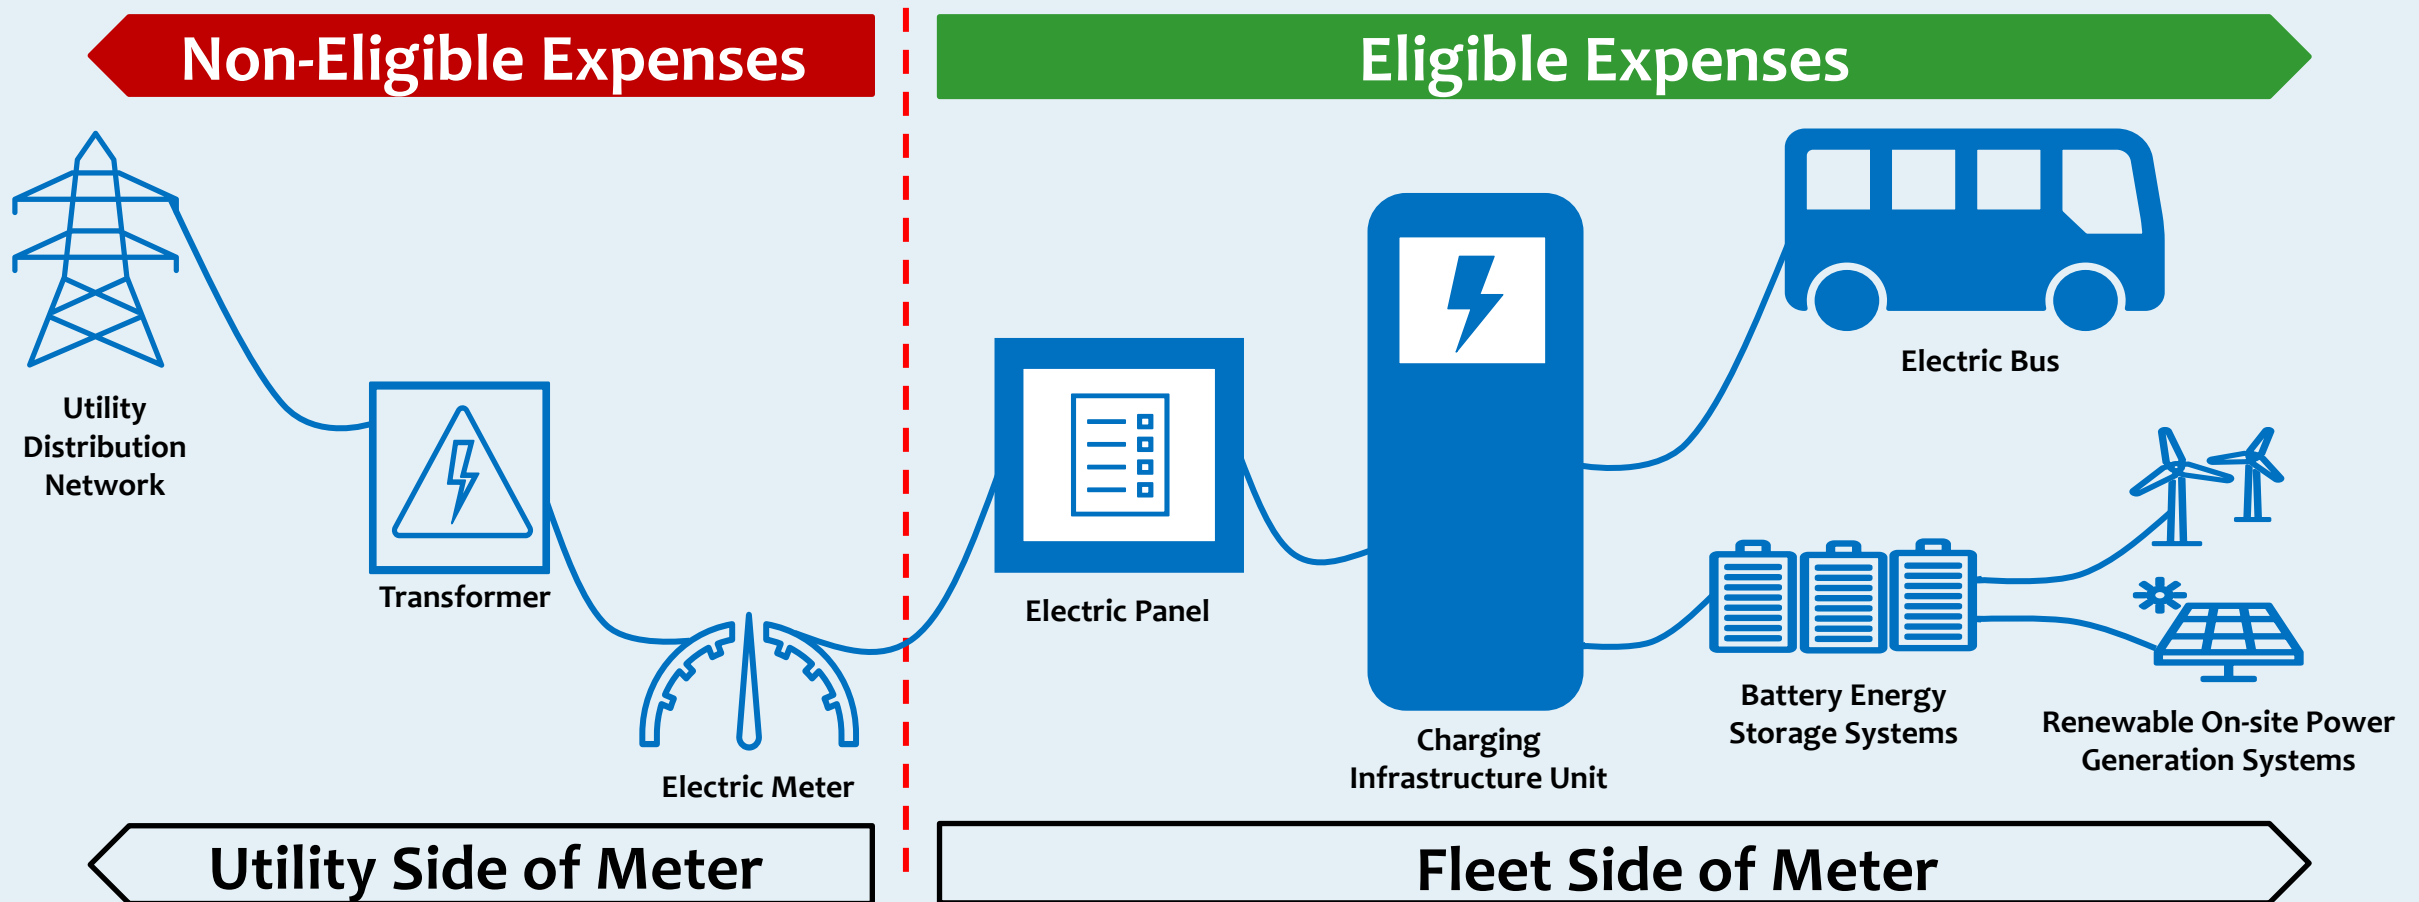 Non-Eligible Expenses
Eligible Expenses
Utility
Distribution
Network
Transformer
Electric Meter
Electric Panel
Charging
Infrastructure Unit
Electric Bus
Battery Energy
Storage Systems
Renewable On-site Power
Generation Systems
Utility Side of Meter
Fleet Side of Meter